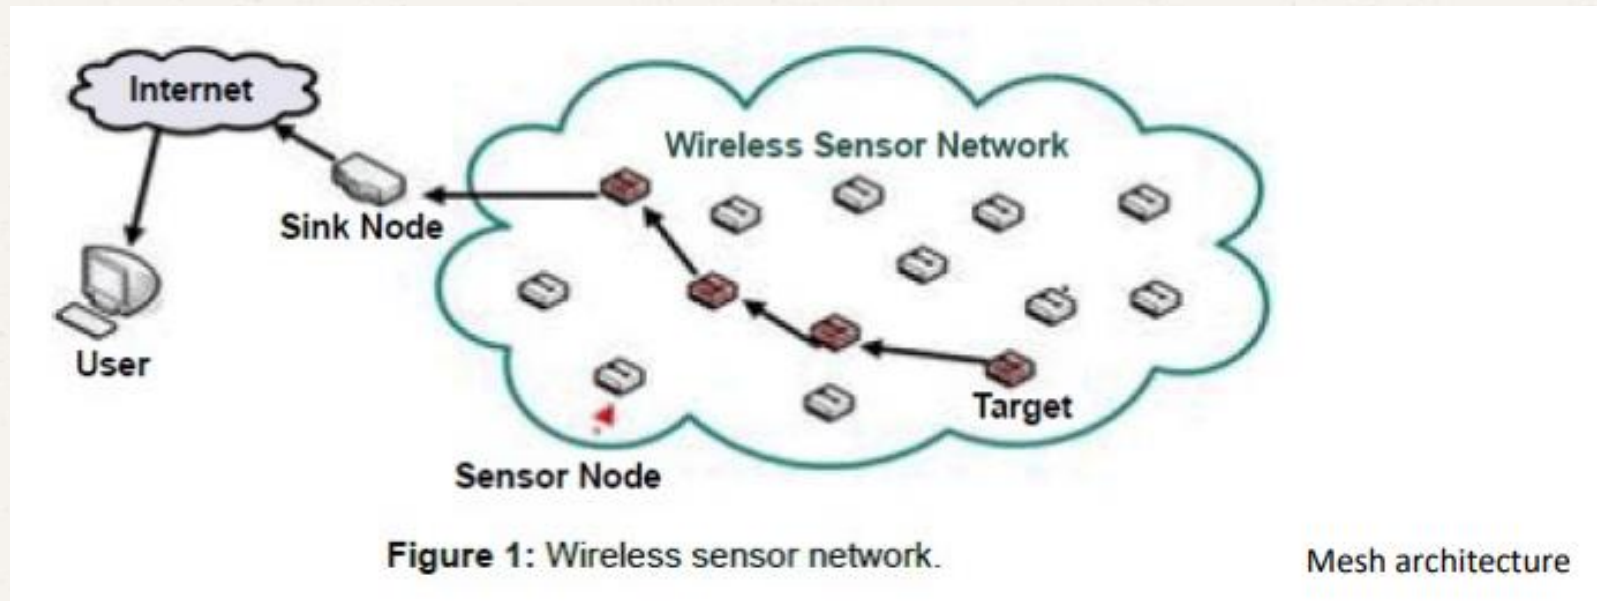 Internet
Wireless Sensor Network
Sink Node
User
Target
Sensor Node
Figure 1: Wireless sensor network.
Mesh architecture